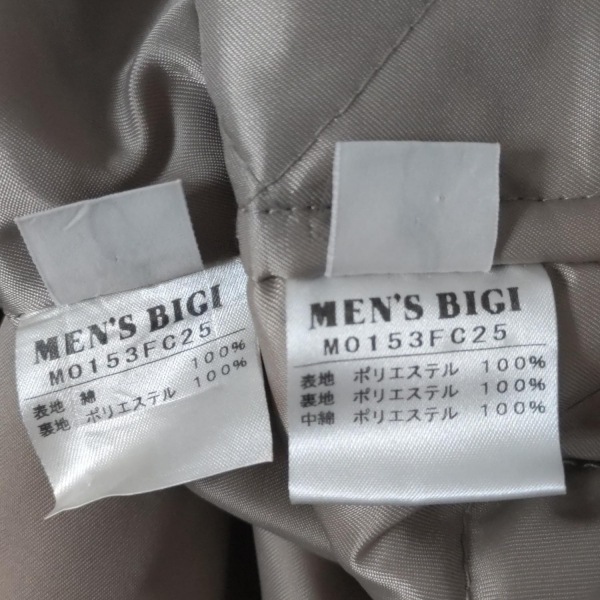 MEN'S BIGI
M0153FC25
表地 綿 100%
裏地 ポリエステル 100%
MEN'S BIGI
M0153FC25
表地 ポリエステル 100%
裏地 ポリエステル 100%
中綿 ポリエステル 100%